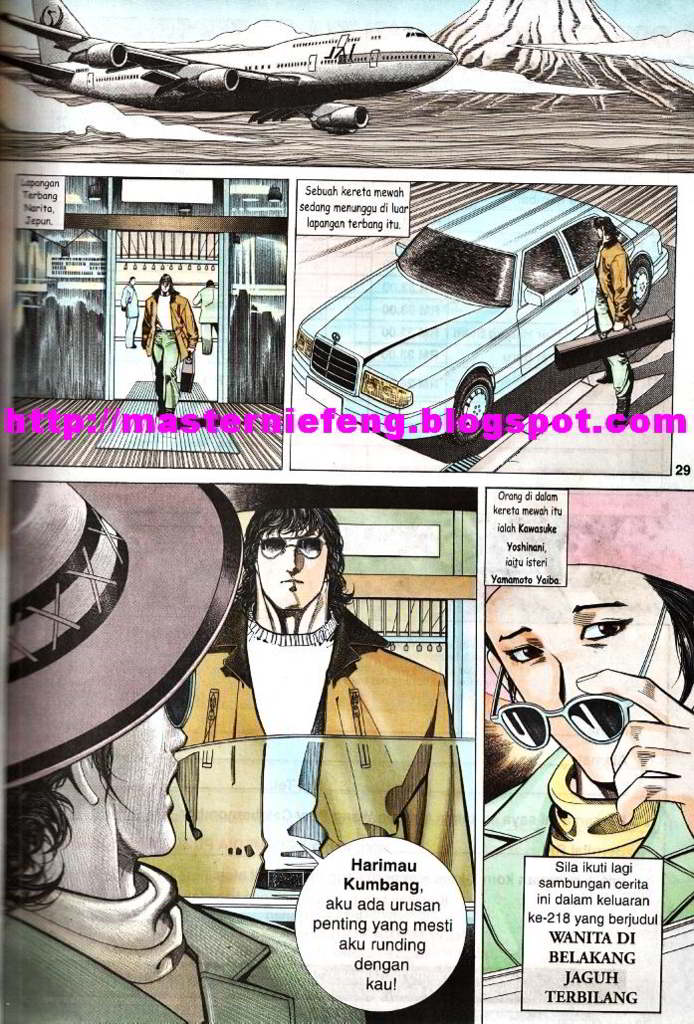 JAL
Lapangan
Terbang
Narita,
Jepun.
Sebuah kereta mewah
sedang menunggu di luar
lapangan terbang itu.
http://masterniefeng.blogspot.com
29
Orang di dalam
kereta mewah itu
ialah Kawasuke
Yoshinani,
iaitu isteri
Yamamoto Yaiba.
Harimau
Kumbang,
aku ada urusan
penting yang mesti
aku runding
dengan
kau!
Sila ikuti lagi
sambungan cerita
ini dalam keluaran
ke-218 yang berjudul
WANITA DI
BELAKANG
JAGUH
TERBILANG